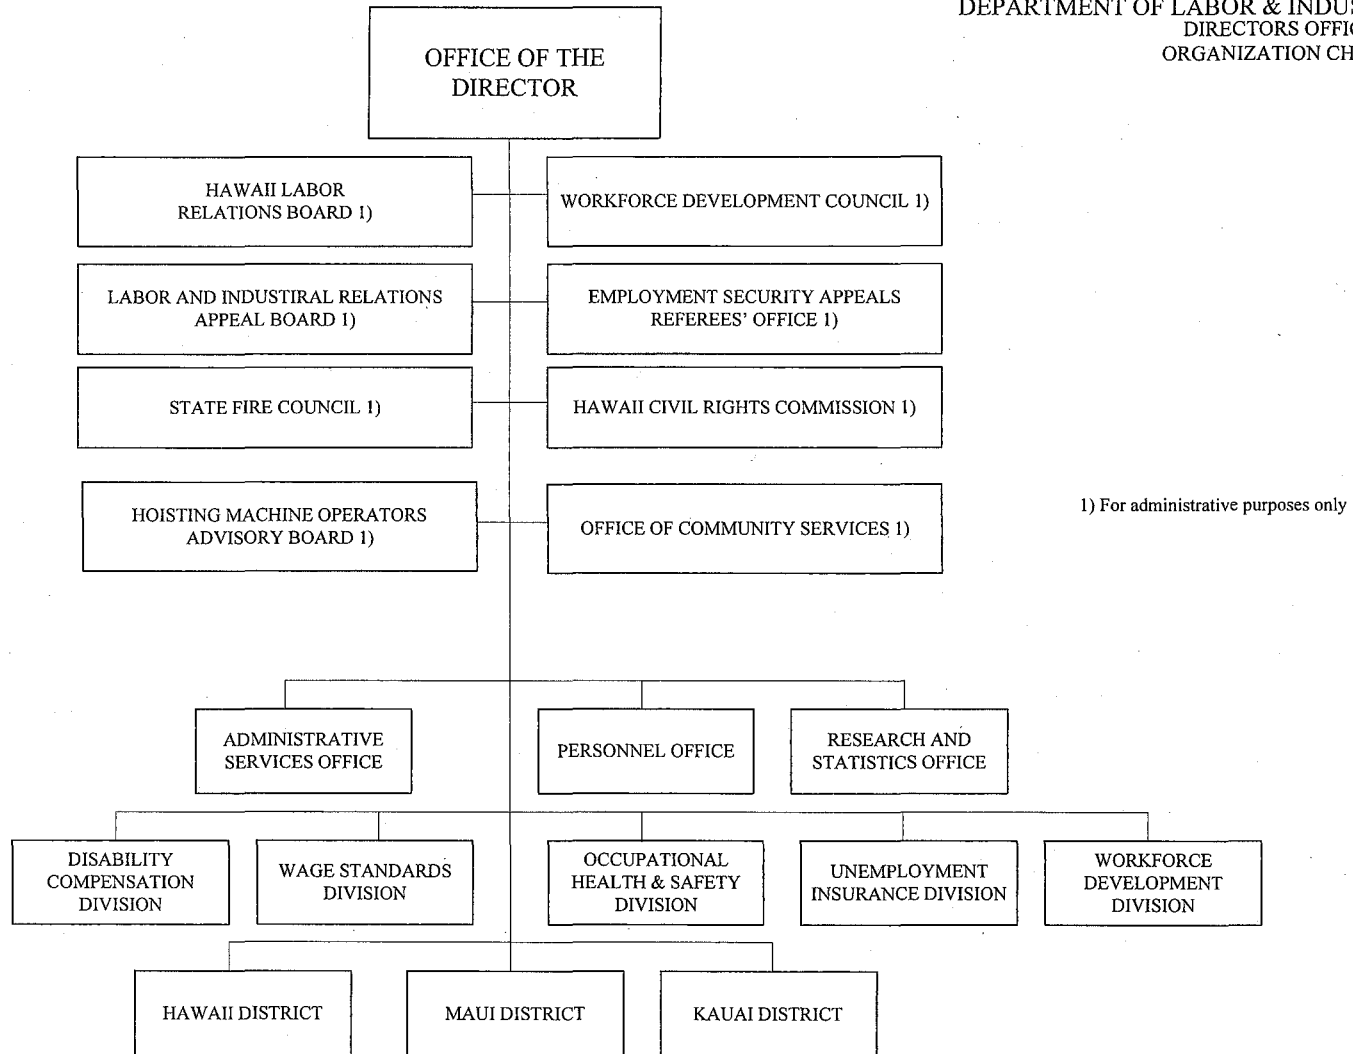 DEPARTMENT OF LABOR & INDUS
DIRECTORS OFFIC
ORGANIZATION CH
OFFICE OF THE
DIRECTOR
HAWAII LABOR
RELATIONS BOARD 1)
WORKFORCE DEVELOPMENT COUNCIL 1)
LABOR AND INDUSTIRAL RELATIONS
APPEAL BOARD 1)
EMPLOYMENT SECURITY APPEALS
REFEREES' OFFICE 1)
STATE FIRE COUNCIL 1)
HAWAII CIVIL RIGHTS COMMISSION 1)
HOISTING MACHINE OPERATORS
ADVISORY BOARD 1)
OFFICE OF COMMUNITY SERVICES 1)
1) For administrative purposes only
ADMINISTRATIVE
SERVICES OFFICE
PERSONNEL OFFICE
RESEARCH AND
STATISTICS OFFICE
DISABILITY
COMPENSATION
DIVISION
WAGE STANDARDS
DIVISION
OCCUPATIONAL
HEALTH & SAFETY
DIVISION
UNEMPLOYMENT
INSURANCE DIVISION
WORKFORCE
DEVELOPMENT
DIVISION
HAWAII DISTRICT
MAUI DISTRICT
KAUAI DISTRICT